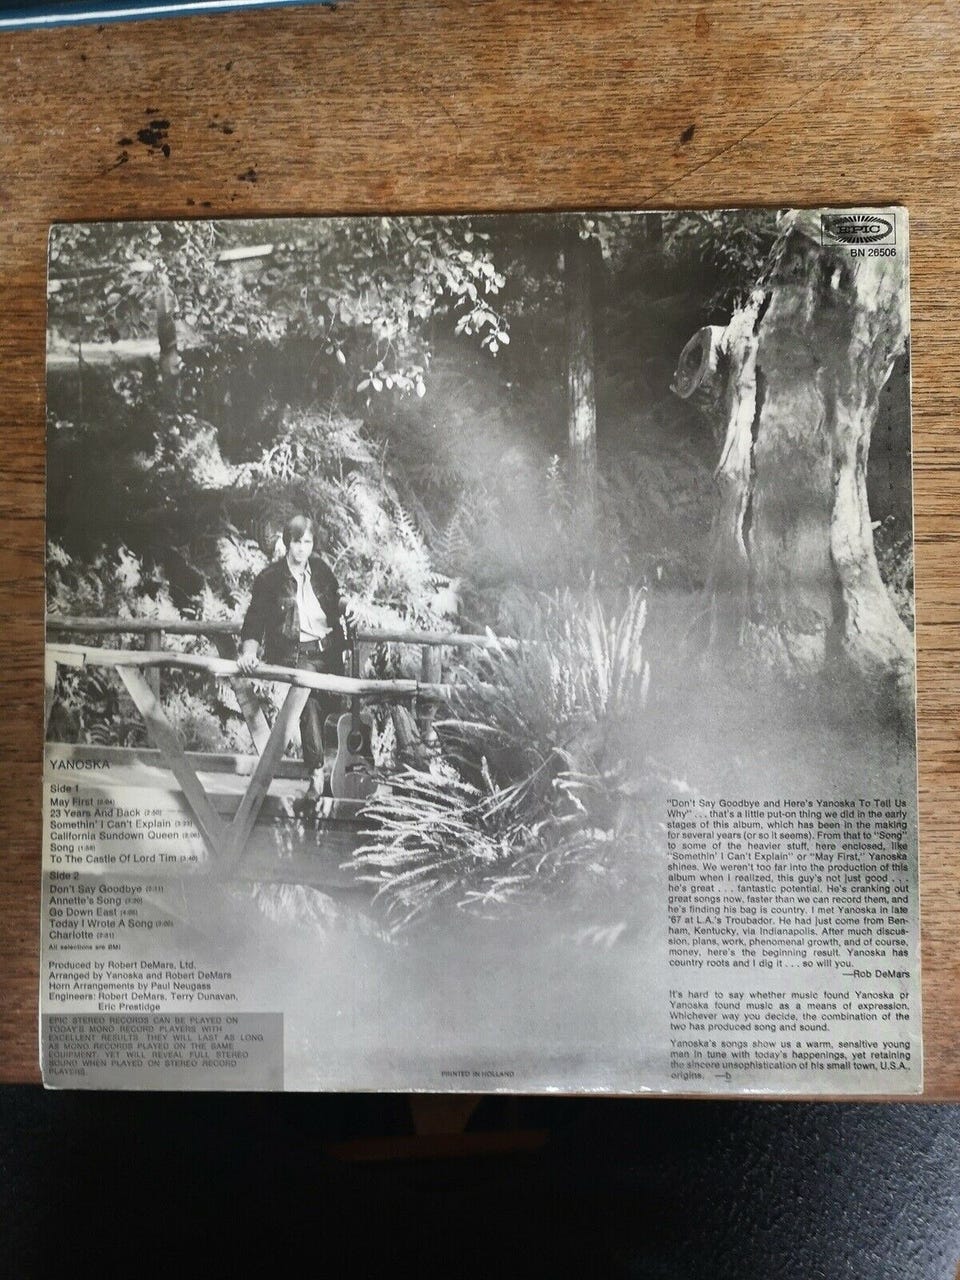 EPIC
BN 26506
YANOSKA
Side 1
May First (2:04)
23 Years And Back (2:50)
Somethin' I Can't Explain
California Sundown Queen
Song (1:58)
To The Castle Of Lord Tim (3:40)
Side 2
Don't Say Goodbye
Annette's Song
Go Down East
Today I Wrote A Song
Charlotte
All selections are BMI
Produced by Robert DeMars, Ltd.
Arranged by Yanoska and Robert DeMars
Horn Arrangements by Paul Neugass
Engineers: Robert DeMars, Terry Dunavan,
Eric Prestidge
EPIC STEREO RECORDS CAN BE PLAYED ON
TODAY'S MONO RECORD PLAYERS WITH
EXCELLENT RESULTS. THEY WILL LAST AS LONG
AS MONO RECORDS PLAYED ON THE SAME
EQUIPMENT, YET WILL REVEAL FULL STEREO
SOUND WHEN PLAYED ON STEREO RECORD
PLAYERS.
PRINTED IN HOLLAND
"Don't Say Goodbye and Here's Yanoska To Tell Us
Why" . . . that's a little put-on thing we did in the early
stages of this album, which has been in the making
for several years (or so it seems). From that to "Song"
to some of the heavier stuff, here enclosed, like
"Somethin' I Can't Explain" or "May First," Yanoska
shines. We weren't too far into the production of this
album when I realized, this guy's not just good . . .
he's great . . . fantastic potential. He's cranking out
great songs now, faster than we can record them, and
he's finding his bag is country. I met Yanoska in late
'67 at L.A.'s Troubador. He had just come from Ben-
ham, Kentucky, via Indianapolis. After much discus-
sion, plans, work, phenomenal growth, and of course,
money, here's the beginning result. Yanoska has
country roots and I dig it . . . so will you.
—Rob DeMars
It's hard to say whether music found Yanoska or
Yanoska found music as a means of expression.
Whichever way you decide, the combination of the
two has produced song and sound.
Yanoska's songs show us a warm, sensitive young
man in tune with today's happenings, yet retaining
the sincere unsophistication of his small town, U.S.A.,
origins. —b